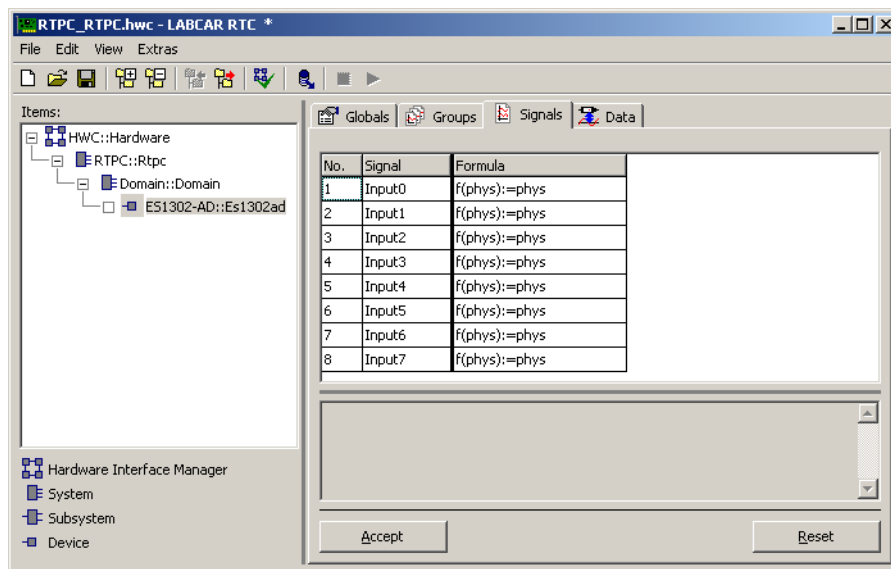 RTPC_RTPC.hwc - LABCAR RTC *
File Edit View Extras
Items:
HWC::Hardware
RTPC::Rtpc
Domain::Domain
ES1302-AD::Es1302ad
Hardware Interface Manager
System
Subsystem
Device
Globals Groups Signals Data
No. Signal Formula
1 Input0 f(phys):=phys
2 Input1 f(phys):=phys
3 Input2 f(phys):=phys
4 Input3 f(phys):=phys
5 Input4 f(phys):=phys
6 Input5 f(phys):=phys
7 Input6 f(phys):=phys
8 Input7 f(phys):=phys
Accept Reset